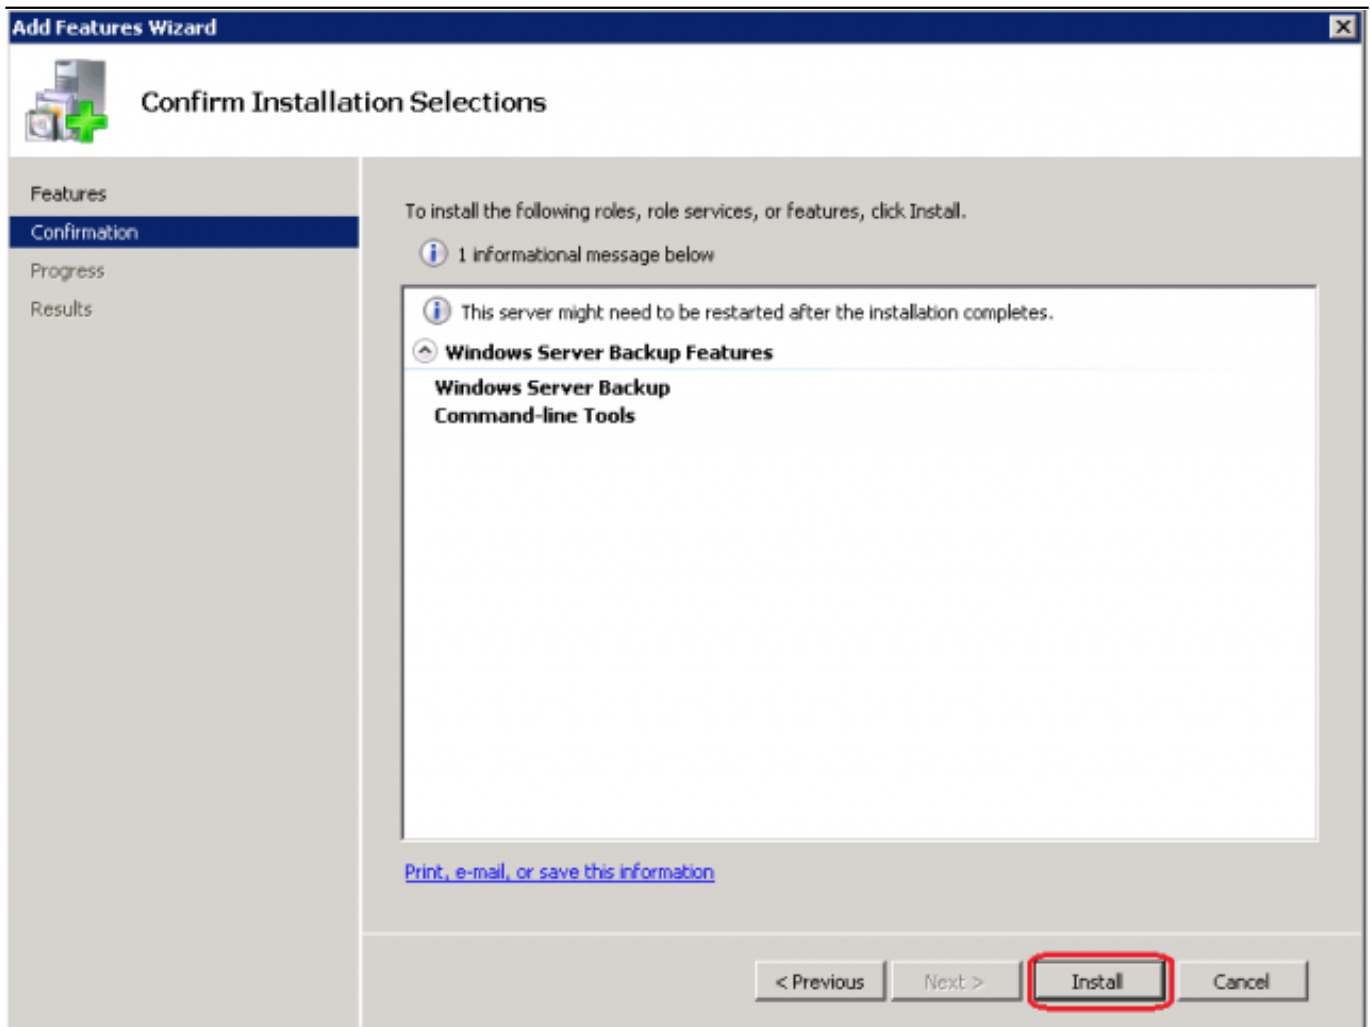 Add Features Wizard
Confirm Installation Selections
Features
Confirmation
Progress
Results
To install the following roles, role services, or features, click Install.
1 informational message below
This server might need to be restarted after the installation completes.
Windows Server Backup Features
Windows Server Backup
Command-line Tools
Print, e-mail, or save this information
< Previous
Next >
Install
Cancel